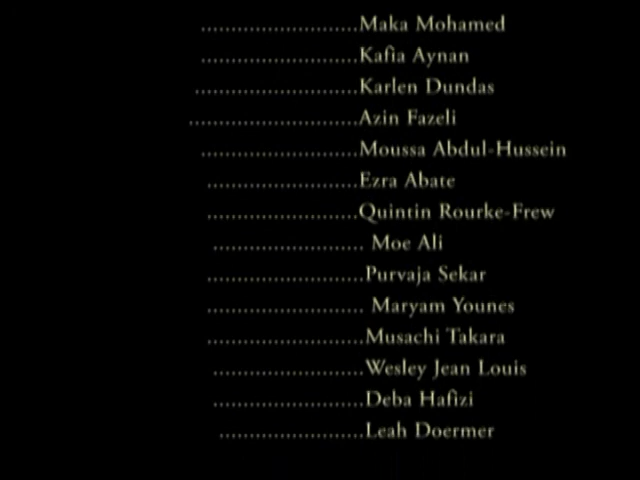 ..........................Maka Mohamed
..........................Kafia Aynan
...........................Karlen Dundas
............................Azin Fazeli
..........................Moussa Abdul-Hussein
.........................Ezra Abate
.........................Quintin Rourke-Frew
......................... Moe Ali
..........................Purvaja Sekar
.......................... Maryam Younes
..........................Musachi Takara
.........................Wesley Jean Louis
.........................Deba Hafizi
........................Leah Doermer